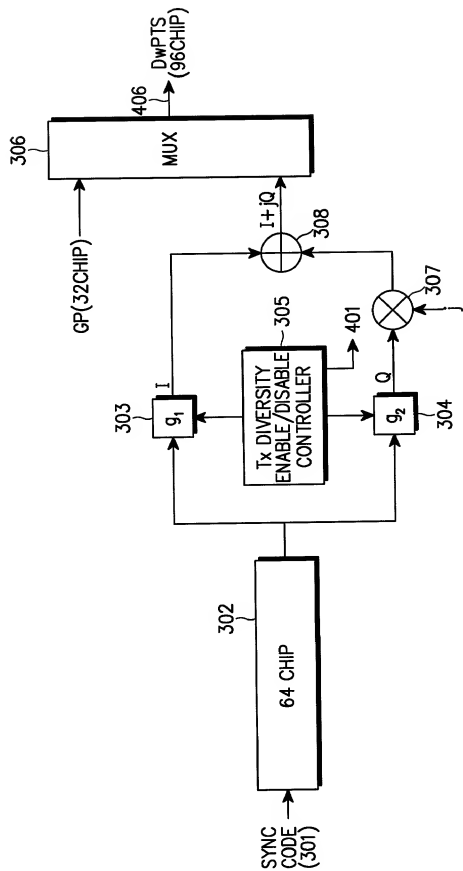 SYNC
CODE
(301)
302
64 CHIP
303
g1
I
Tx DIVERSITY
ENABLE/DISABLE
CONTROLLER
305
401
g2
304
Q
307
j
308
I+jQ
GP(32CHIP)
306
MUX
406
DwPTS
(96CHIP)